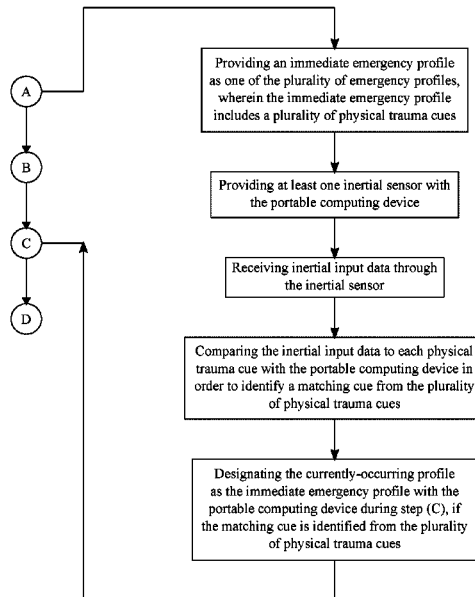 A
B
C
D
Providing an immediate emergency profile
as one of the plurality of emergency profiles,
wherein the immediate emergency profile
includes a plurality of physical trauma cues
Providing at least one inertial sensor with
the portable computing device
Receiving inertial input data through
the inertial sensor
Comparing the inertial input data to each physical
trauma cue with the portable computing device in
order to identify a matching cue from the plurality
of physical trauma cues
Designating the currently-occurring profile
as the immediate emergency profile with the
portable computing device during step (C), if
the matching cue is identified from the plurality
of physical trauma cues